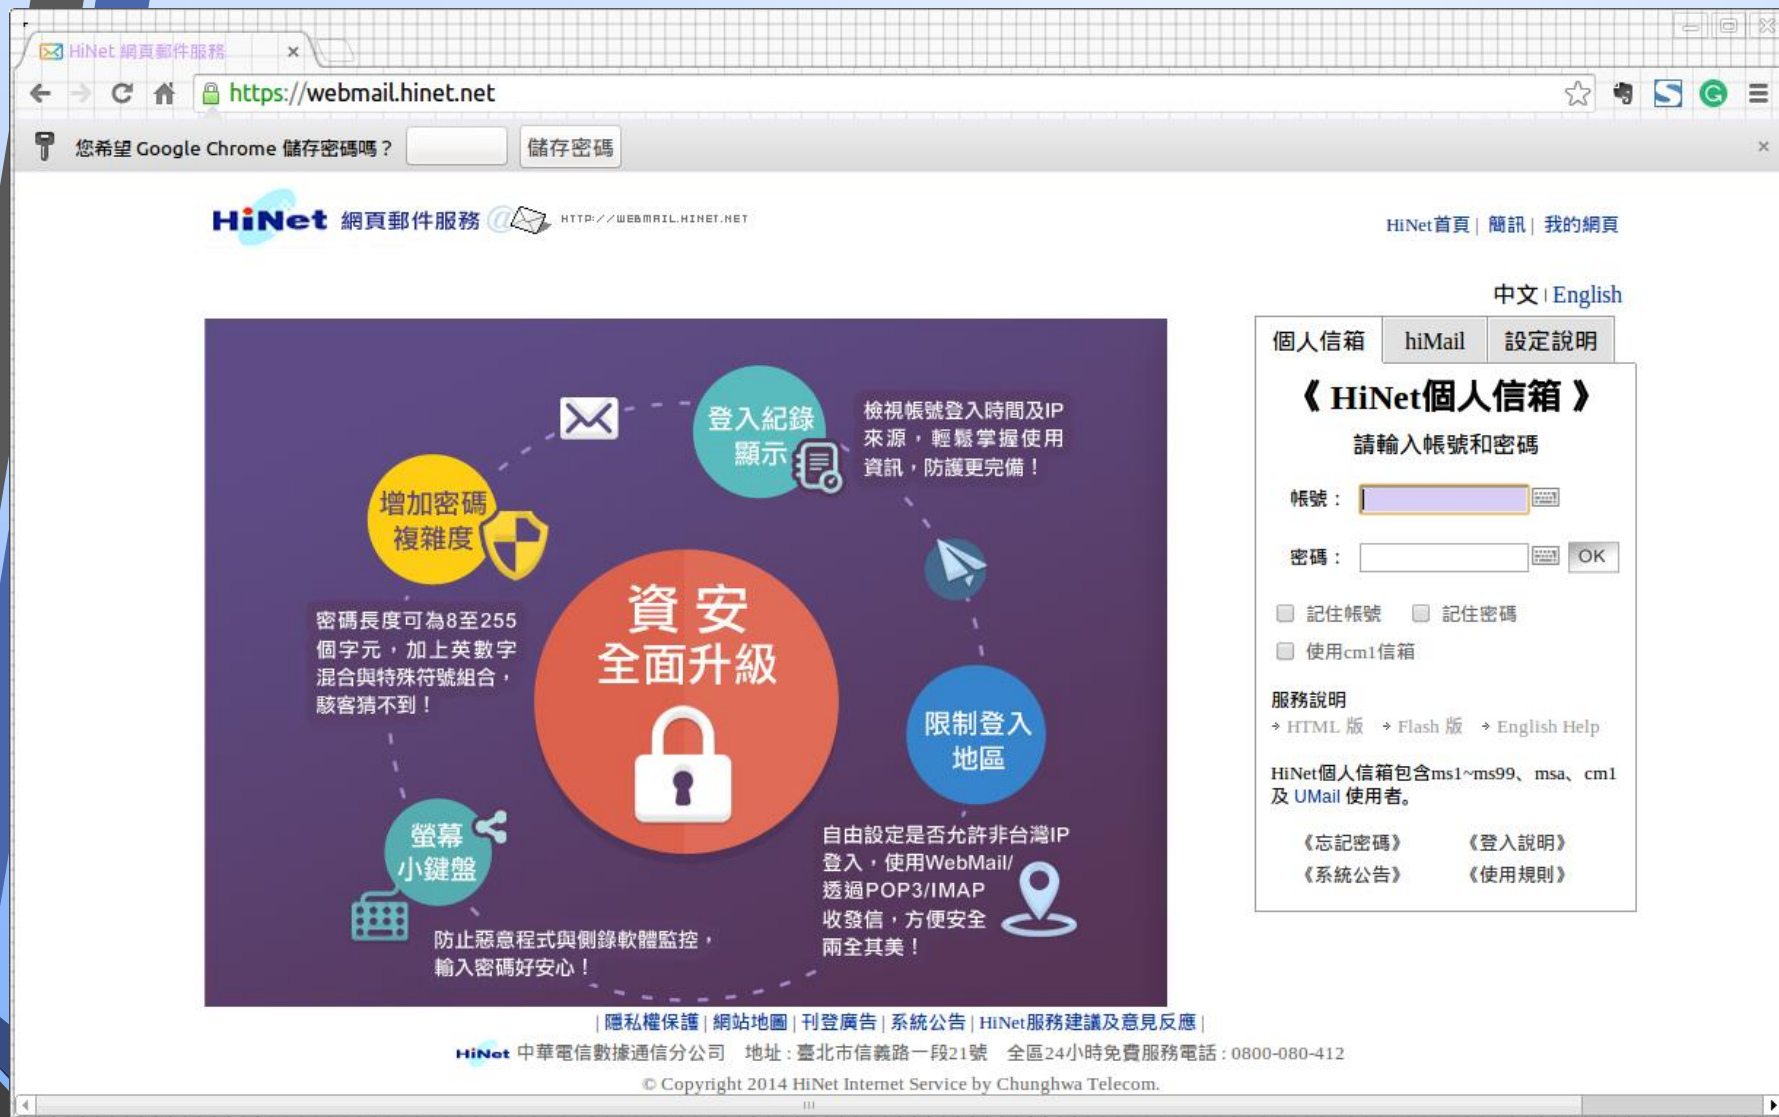 HiNet 網頁郵件服務
https://webmail.hinet.net
您希望 Google Chrome 儲存密碼嗎？ 儲存密碼
HiNet 網頁郵件服務 @ HTTP://WEBMAIL.HINET.NET
HiNet首頁 | 簡訊 | 我的網頁
中文 | English
登入紀錄
顯示
檢視帳號登入時間及IP
來源，輕鬆掌握使用
資訊，防護更完備！
增加密碼
複雜度
密碼長度可為8至255
個字元，加上英數字
混合與特殊符號組合，
駭客猜不到！
資安
全面升級
限制登入
地區
自由設定是否允許非台灣IP
登入，使用WebMail/
透過POP3/IMAP
收發信，方便安全
兩全其美！
螢幕
小鍵盤
防止惡意程式與側錄軟體監控，
輸入密碼好安心！
個人信箱 hiMail 設定說明
《 HiNet個人信箱 》
請輸入帳號和密碼
帳號：
密碼： OK
記住帳號 記住密碼
使用cm1信箱
服務說明
HTML 版 Flash 版 English Help
HiNet個人信箱包含ms1~ms99、msa、cm1
及 UMail 使用者。
《忘記密碼》 《登入說明》
《系統公告》 《使用規則》
| 隱私權保護 | 網站地圖 | 刊登廣告 | 系統公告 | HiNet服務建議及意見反應 |
HiNet 中華電信數據通信分公司 地址 : 臺北市信義路一段21號 全區24小時免費服務電話 : 0800-080-412
© Copyright 2014 HiNet Internet Service by Chunghwa Telecom.